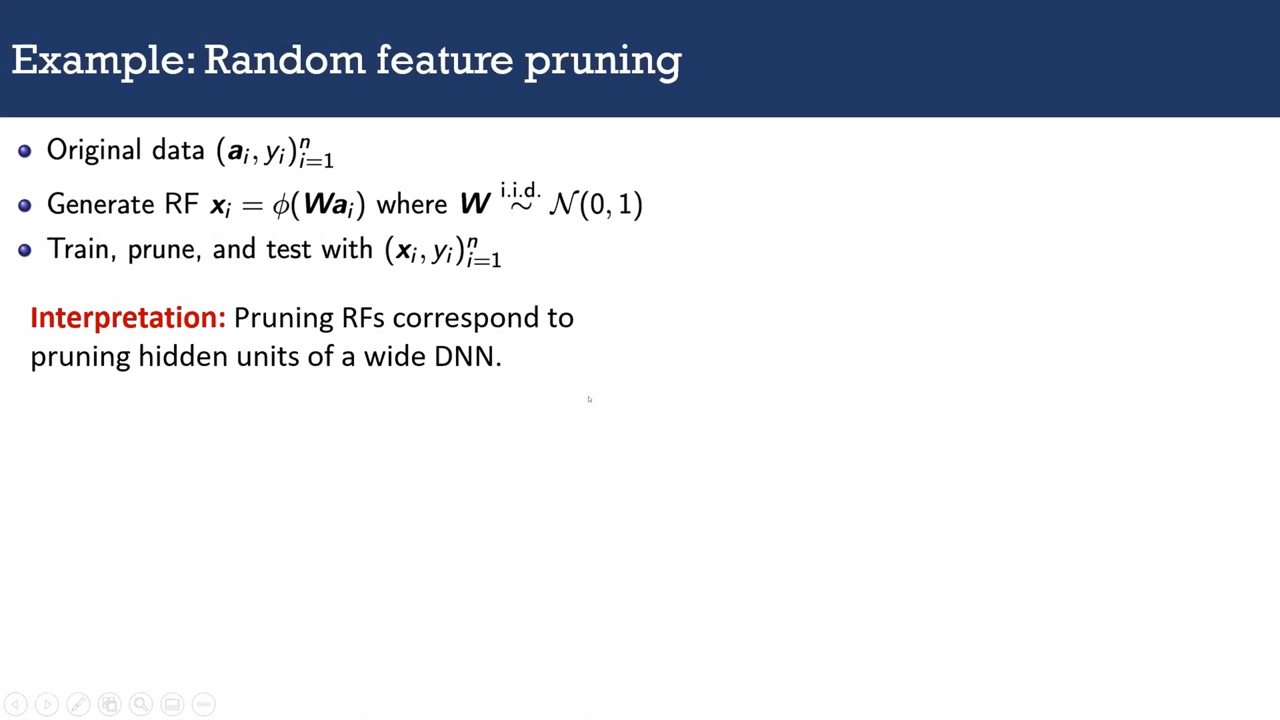 Example: Random feature pruning
Original data (aᵢ, yᵢ)ⁿᵢ₌₁
Generate RF xᵢ = ϕ(Waᵢ) where W i.i.d. ∼ 𝒩(0, 1)
Train, prune, and test with (xᵢ, yᵢ)ⁿᵢ₌₁
Interpretation: Pruning RFs correspond to
pruning hidden units of a wide DNN.